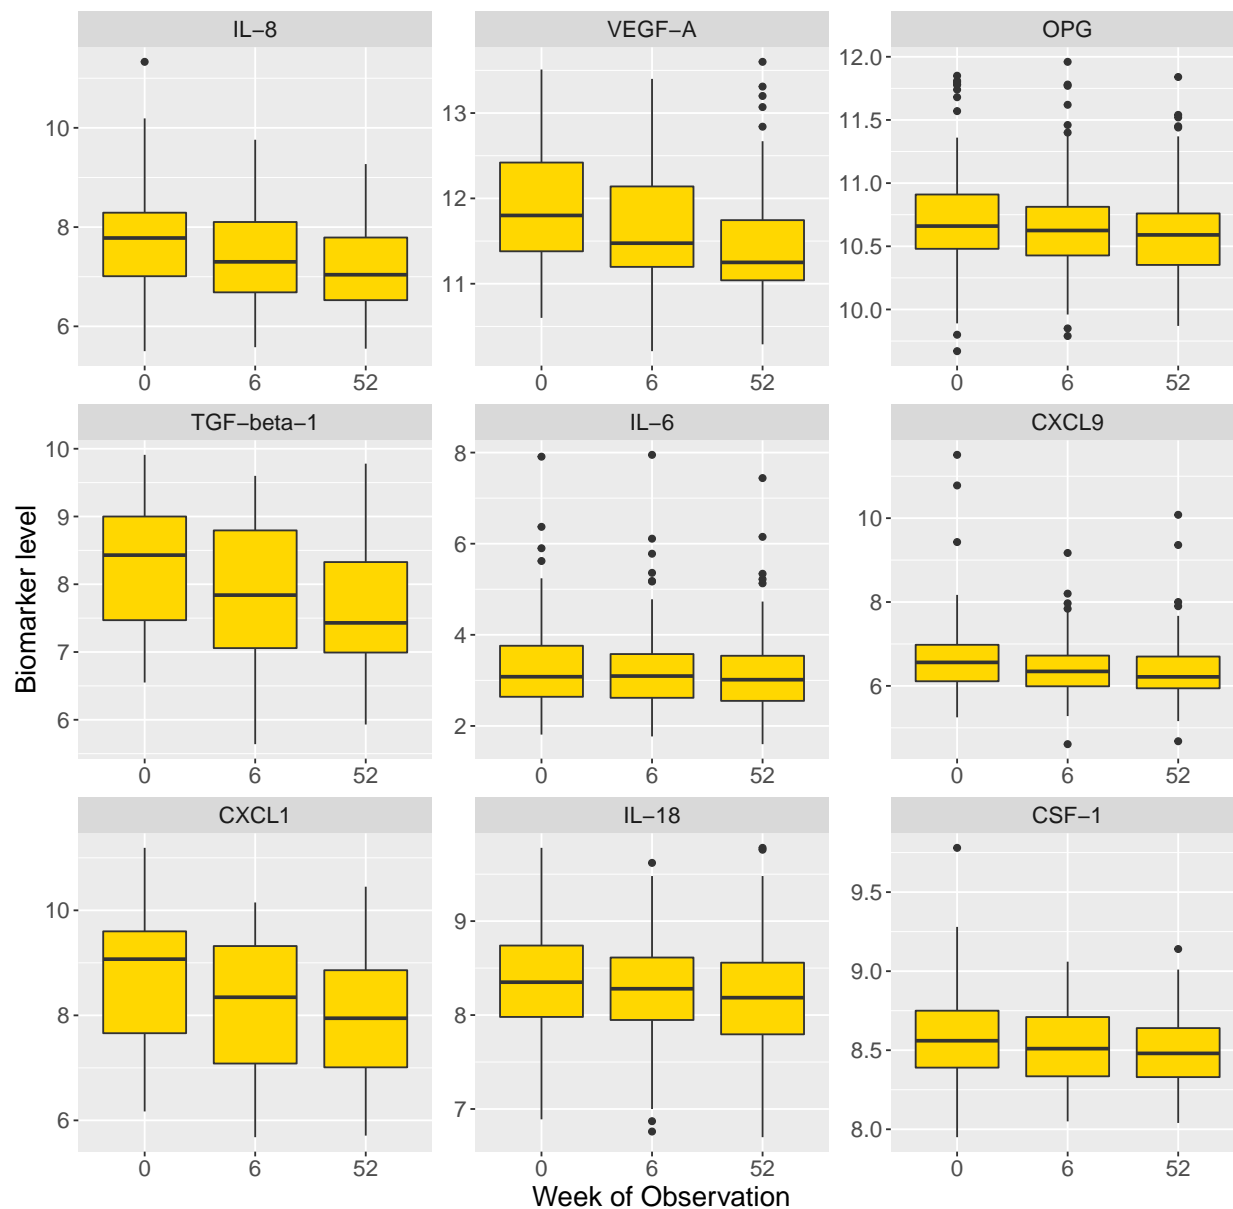 IL−8
VEGF−A
OPG
10
8
6
0 6 52
13
12
11
0 6 52
12.0
11.5
11.0
10.5
10.0
0 6 52
TGF−beta−1
IL−6
CXCL9
10
9
8
7
6
0 6 52
8
6
4
2
0 6 52
10
8
6
0 6 52
CXCL1
IL−18
CSF−1
10
8
6
0 6 52
9
8
7
0 6 52
9.5
9.0
8.5
8.0
0 6 52
Biomarker level
Week of Observation